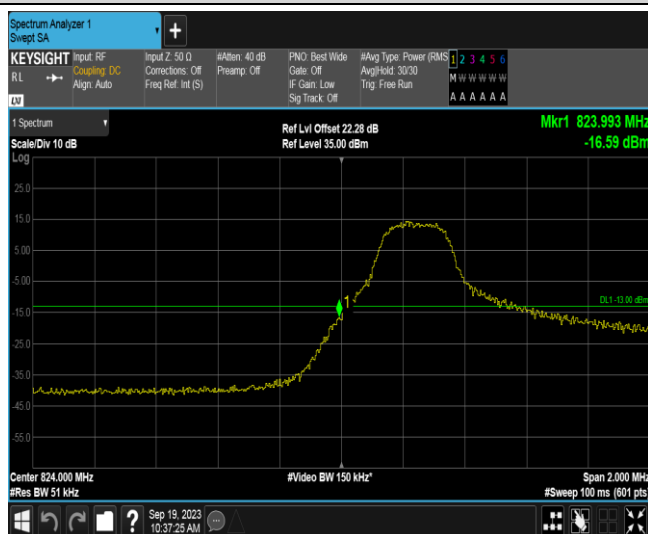 Spectrum Analyzer 1
Swept SA
+
KEYSIGHT
RL
LXI
Input: RF
Coupling: DC
Align: Auto
Input Z: 50 Ω
Corrections: Off
Freq Ref: Int (S)
#Atten: 40 dB
Preamp: Off
PNO: Best Wide
Gate: Off
IF Gain: Low
Sig Track: Off
#Avg Type: Power (RMS
Avg|Hold: 30/30
Trig: Free Run
1 2 3 4 5 6
M W W W W W
A A A A A A
1 Spectrum
Scale/Div 10 dB
Log
Ref Lvl Offset 22.28 dB
Ref Level 35.00 dBm
Mkr1 823.993 MHz
-16.59 dBm
25.0
15.0
5.00
-5.00
-15.0
-25.0
-35.0
-45.0
-55.0
1
DL1 -13.00 dBm
Center 824.000 MHz
#Res BW 51 kHz
#Video BW 150 kHz*
Span 2.000 MHz
#Sweep 100 ms (601 pts)
?
Sep 19, 2023
10:37:25 AM